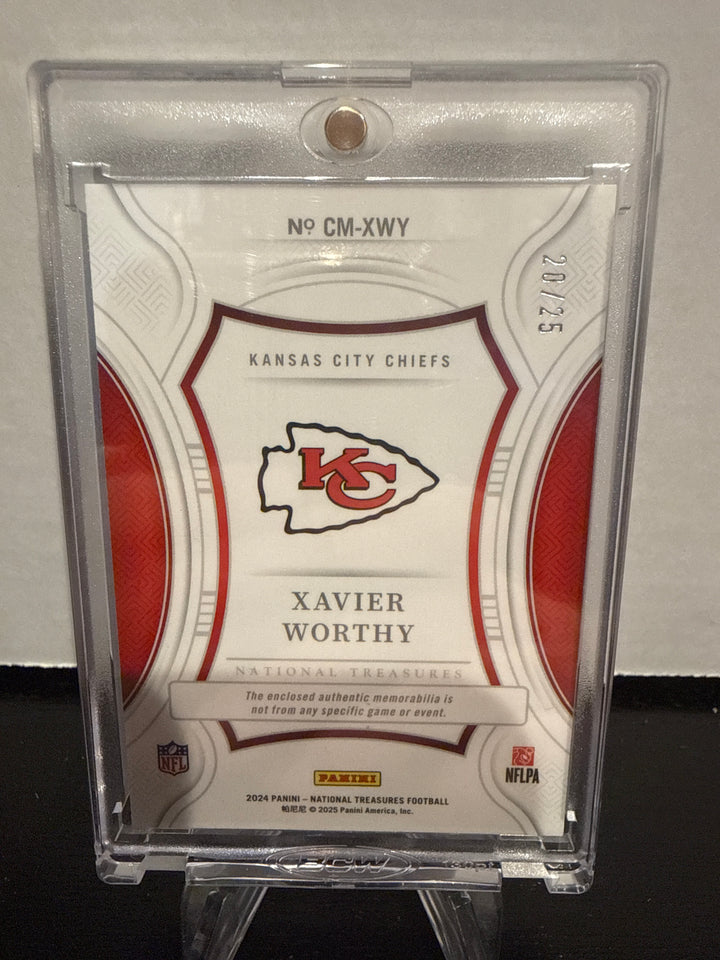 Nº CM-XWY
20/25
KANSAS CITY CHIEFS
KC
XAVIER
WORTHY
NATIONAL TREASURES
The enclosed authentic memorabilia is
not from any specific game or event.
NFL
NFLPA
PANINI
2024 PANINI – NATIONAL TREASURES FOOTBALL
帕尼尼 © 2025 Panini America, Inc.
BCW